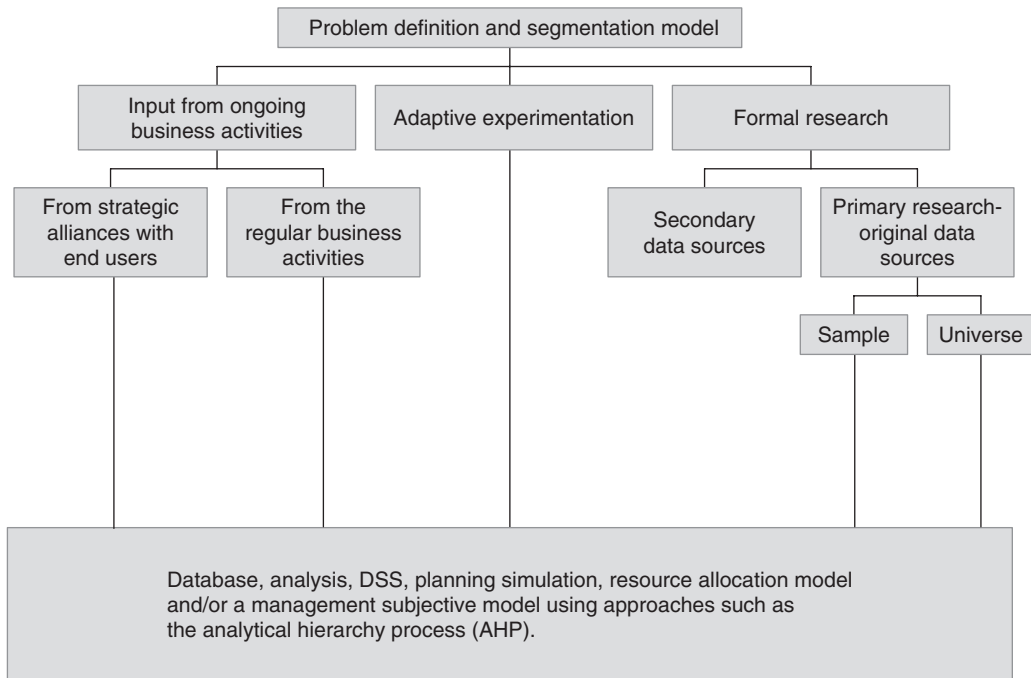 Problem definition and segmentation model
Input from ongoing
business activities
Adaptive experimentation
Formal research
From strategic
alliances with
end users
From the
regular business
activities
Secondary
data sources
Primary research-
original data
sources
Sample
Universe
Database, analysis, DSS, planning simulation, resource allocation model
and/or a management subjective model using approaches such as
the analytical hierarchy process (AHP).